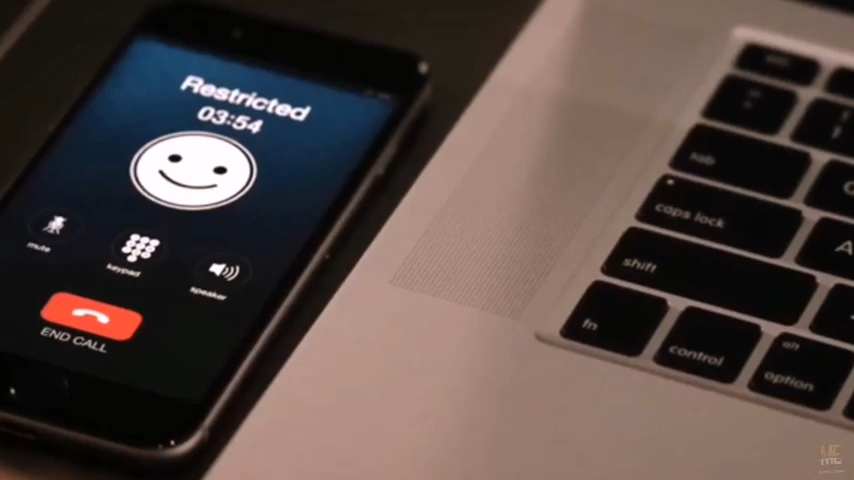 Restricted
03:54
mute
keypad
speaker
END CALL
tab
caps lock
A
shift
fn
control
alt
option